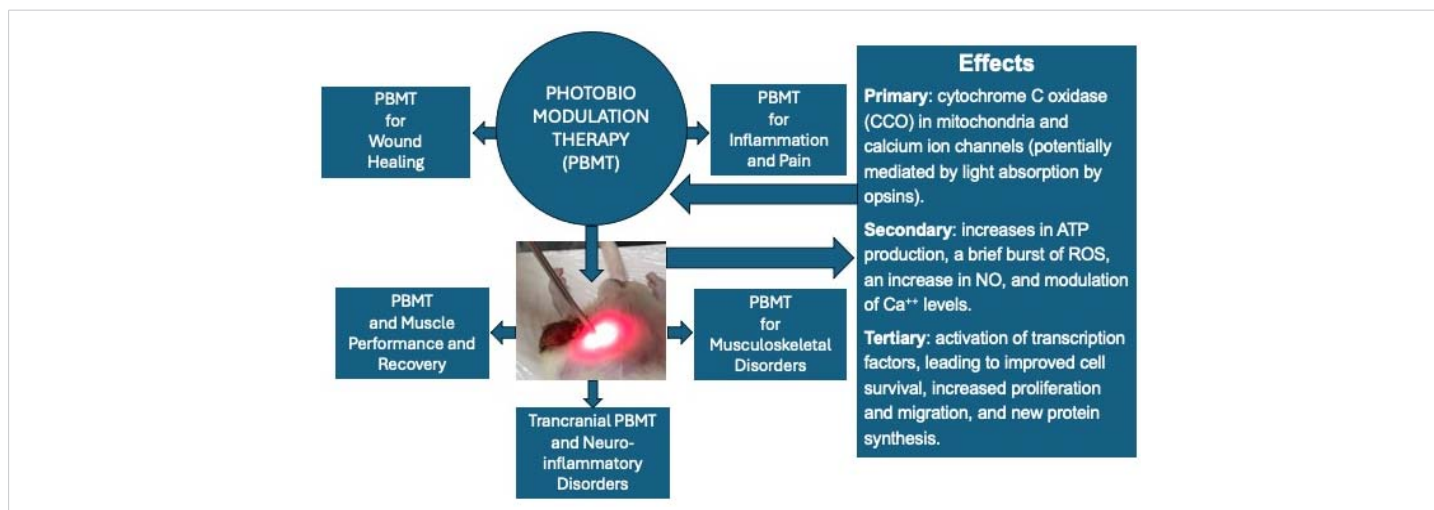 PHOTOBIO
MODULATION
THERAPY
(PBMT)
PBMT
for
Wound
Healing
PBMT
for
Inflammation
and Pain
PBMT
and Muscle
Performance and
Recovery
PBMT
for
Musculoskeletal
Disorders
Trancranial PBMT
and Neuro-
inflammatory
Disorders
Effects
Primary: cytochrome C oxidase
(CCO) in mitochondria and
calcium ion channels (potentially
mediated by light absorption by
opsins).
Secondary: increases in ATP
production, a brief burst of ROS,
an increase in NO, and modulation
of Ca⁺⁺ levels.
Tertiary: activation of transcription
factors, leading to improved cell
survival, increased proliferation
and migration, and new protein
synthesis.